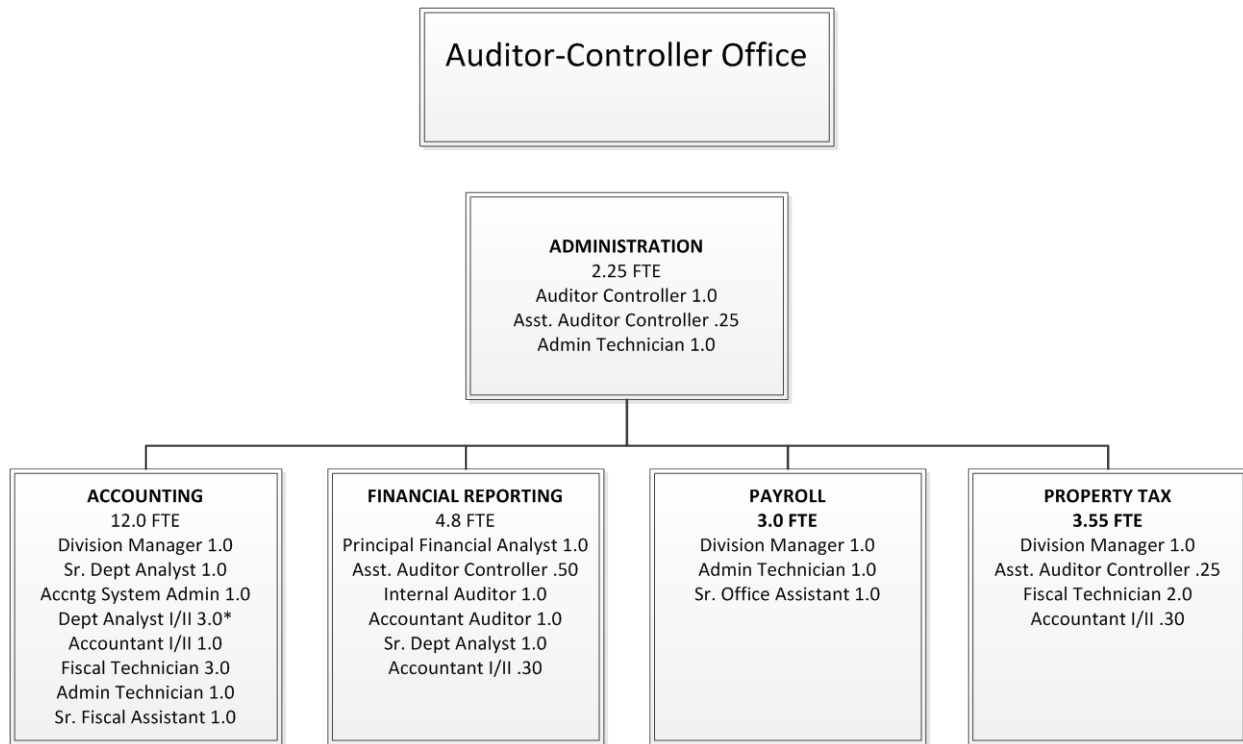 Auditor-Controller Office
ADMINISTRATION
2.25 FTE
Auditor Controller 1.0
Asst. Auditor Controller .25
Admin Technician 1.0
ACCOUNTING
12.0 FTE
Division Manager 1.0
Sr. Dept Analyst 1.0
Accntg System Admin 1.0
Dept Analyst I/II 3.0*
Accountant I/II 1.0
Fiscal Technician 3.0
Admin Technician 1.0
Sr. Fiscal Assistant 1.0
FINANCIAL REPORTING
4.8 FTE
Principal Financial Analyst 1.0
Asst. Auditor Controller .50
Internal Auditor 1.0
Accountant Auditor 1.0
Sr. Dept Analyst 1.0
Accountant I/II .30
PAYROLL
3.0 FTE
Division Manager 1.0
Admin Technician 1.0
Sr. Office Assistant 1.0
PROPERTY TAX
3.55 FTE
Division Manager 1.0
Asst. Auditor Controller .25
Fiscal Technician 2.0
Accountant I/II .30